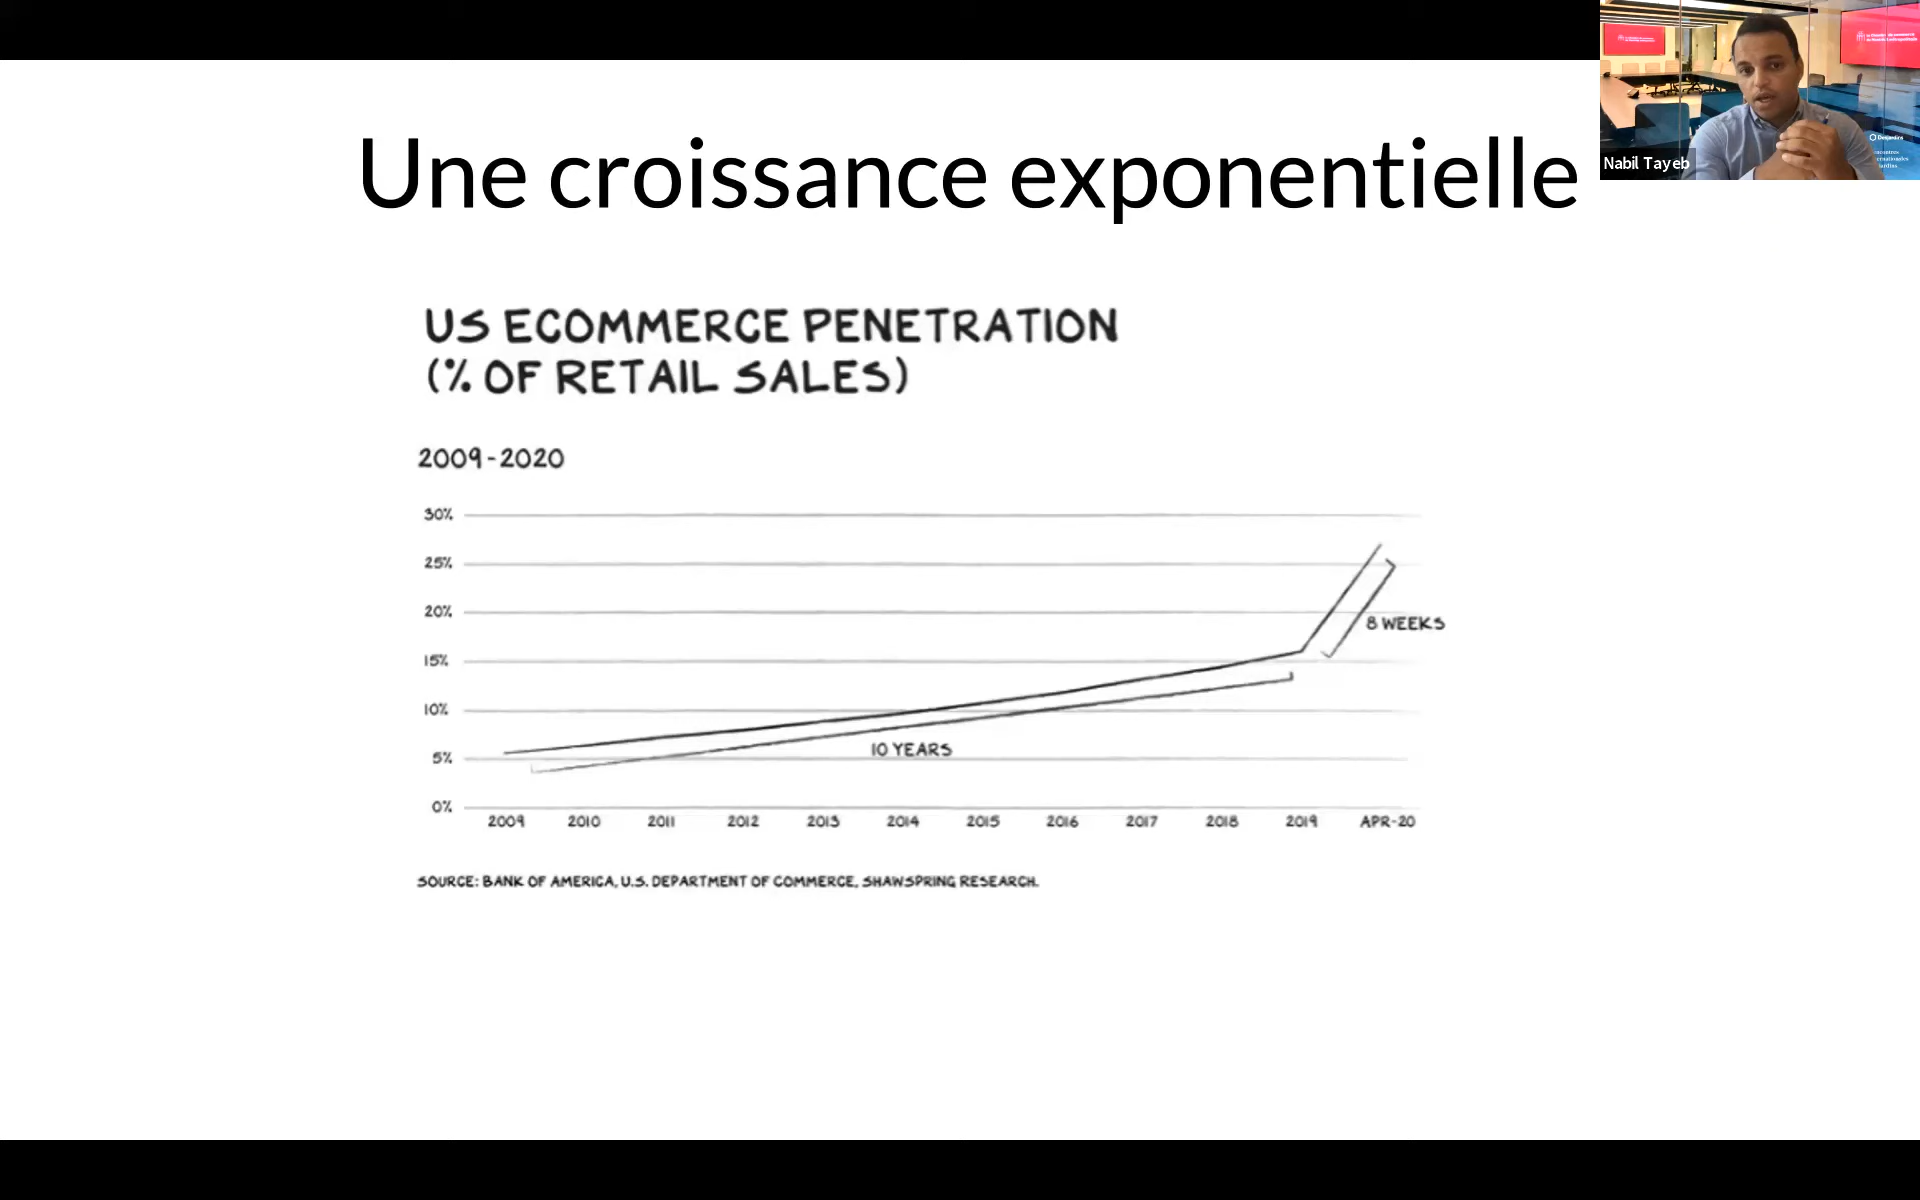 Une croissance exponentielle
Nabil Tayeb
Desjardins
US ECOMMERCE PENETRATION
(% OF RETAIL SALES)
2009-2020
30%
25%
20%
15%
10%
5%
0%
8 WEEKS
10 YEARS
2009 2010 2011 2012 2013 2014 2015 2016 2017 2018 2019 APR-20
SOURCE: BANK OF AMERICA, U.S. DEPARTMENT OF COMMERCE, SHAWSPRING RESEARCH.